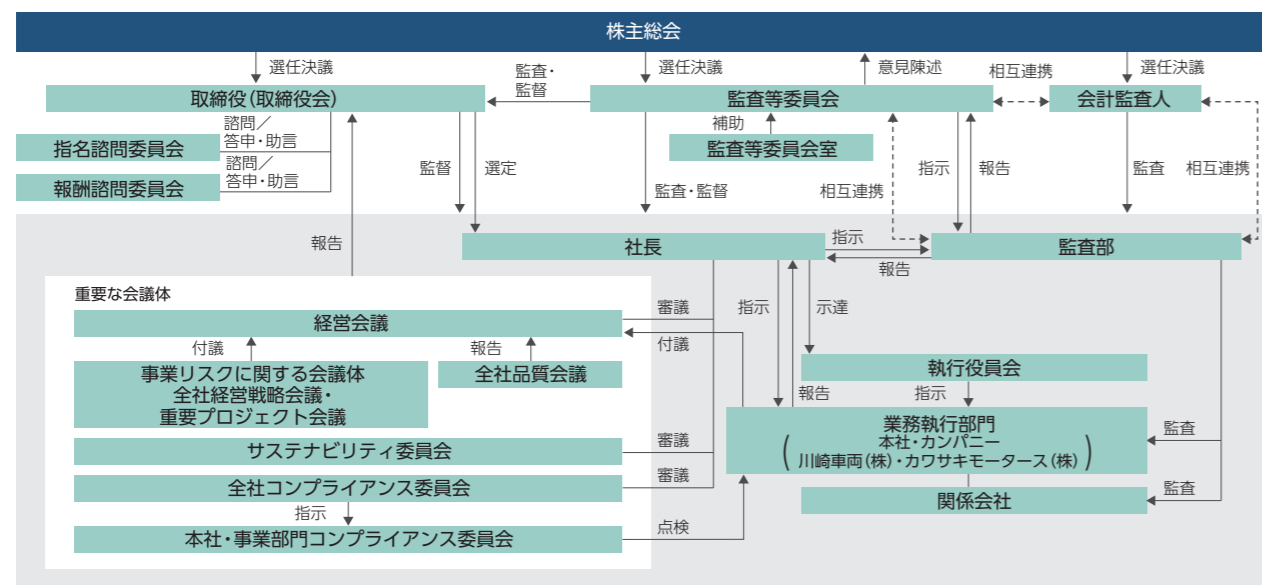 株主総会
選任決議
監査・
監督
選任決議
意見陳述
相互連携
選任決議
取締役(取締役会)
監査等委員会
会計監査人
諮問／
答申・助言
指名諮問委員会
補助
監査等委員会室
諮問／
答申・助言
報酬諮問委員会
監督
選定
監査・監督
相互連携
指示
報告
監査
相互連携
報告
社長
指示
報告
監査部
重要な会議体
経営会議
審議
指示
示達
付議
付議
報告
事業リスクに関する会議体
全社経営戦略会議・
重要プロジェクト会議
全社品質会議
執行役員会
報告
指示
業務執行部門
本社・カンパニー
川崎車両(株)・カワサキモータース(株)
監査
サステナビリティ委員会
審議
全社コンプライアンス委員会
審議
関係会社
監査
指示
本社・事業部門コンプライアンス委員会
点検